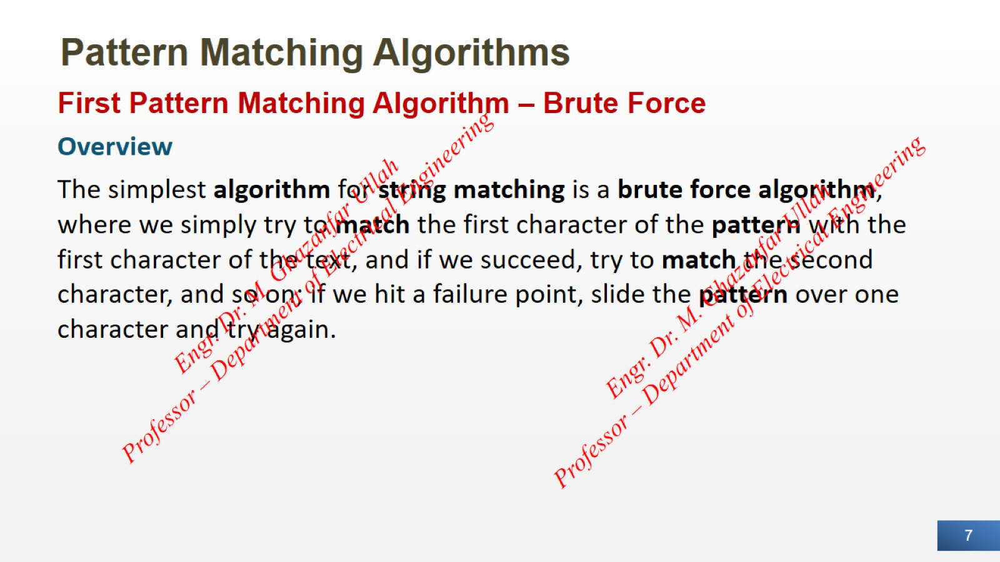 Pattern Matching Algorithms
First Pattern Matching Algorithm – Brute Force
Overview
The simplest algorithm for string matching is a brute force algorithm,
where we simply try to match the first character of the pattern with the
first character of the text, and if we succeed, try to match the second
character, and so on; if we hit a failure point, slide the pattern over one
character and try again.
Engr. Dr. M. Ghazanfar Ullah
Professor – Department of Electrical Engineering
Engr. Dr. M. Ghazanfar Ullah
Professor – Department of Electrical Engineering
7